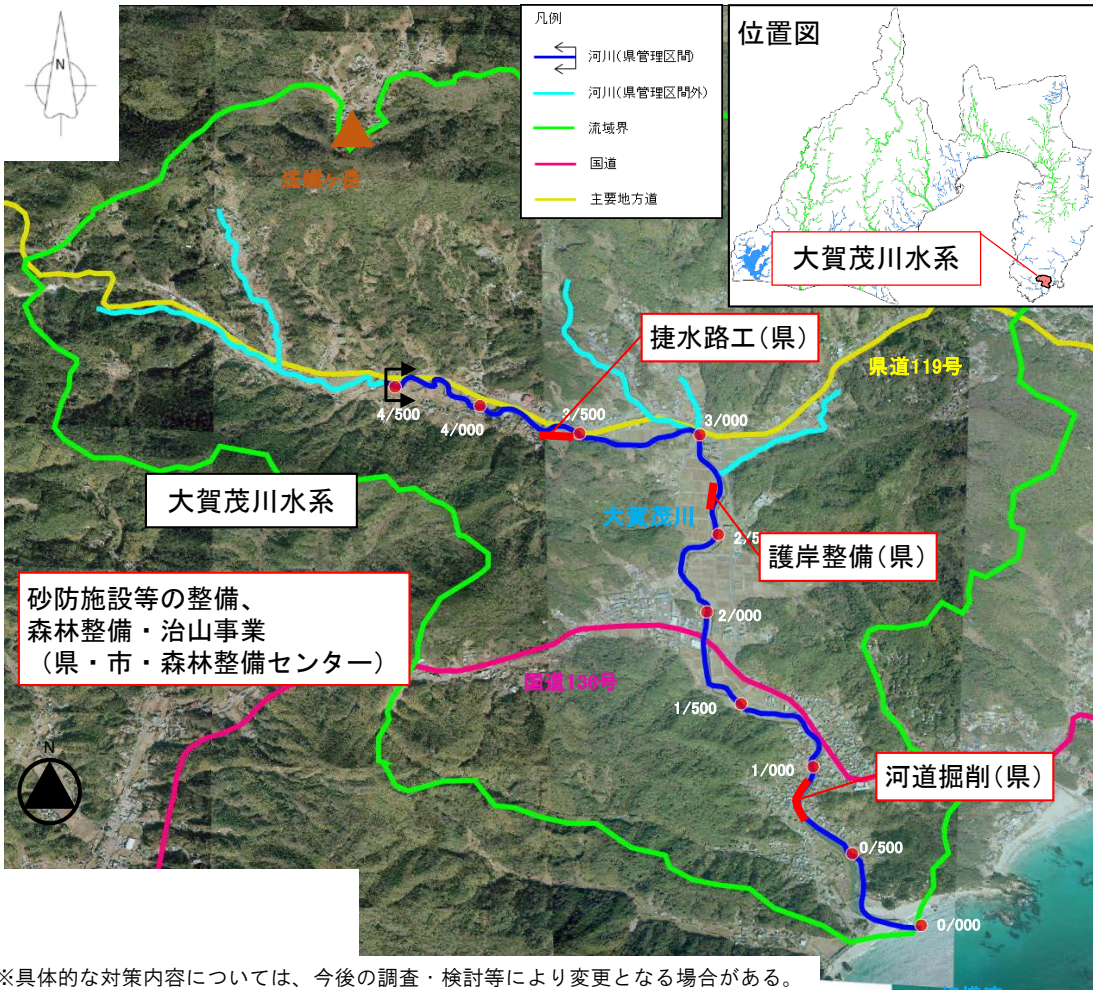 N
凡例
河川(県管理区間)
河川(県管理区間外)
流域界
国道
主要地方道
位置図
大賀茂川水系
捷水路工(県)
県道119号
4/500
4/000
3/500
3/000
大賀茂川水系
大賀茂川
護岸整備(県)
砂防施設等の整備、
森林整備・治山事業
(県・市・森林整備センター)
2/000
国道136号
1/500
N
1/000
河道掘削(県)
0/500
0/000
※具体的な対策内容については、今後の調査・検討等により変更となる場合がある。